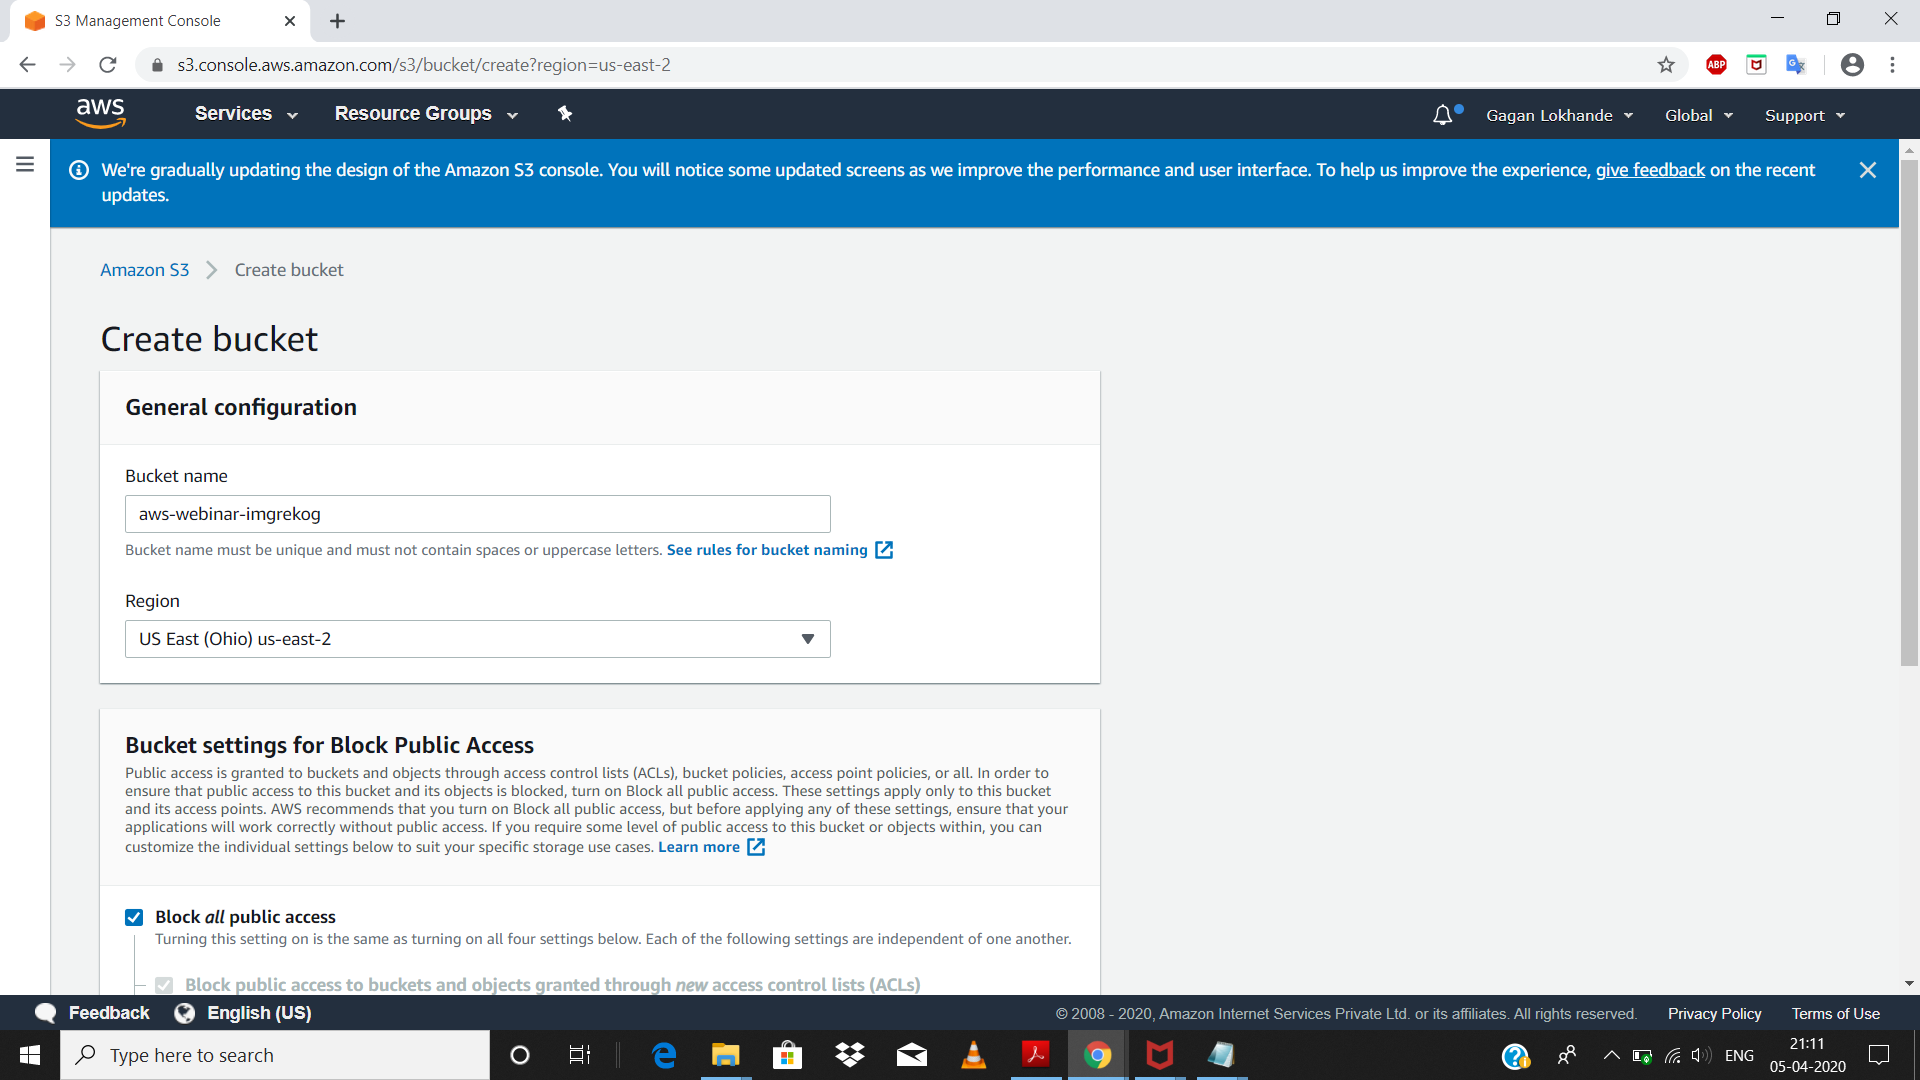 S3 Management Console
s3.console.aws.amazon.com/s3/bucket/create?region=us-east-2
ABP
aws
Services
Resource Groups
Gagan Lokhande
Global
Support
We're gradually updating the design of the Amazon S3 console. You will notice some updated screens as we improve the performance and user interface. To help us improve the experience, give feedback on the recent
updates.
Amazon S3
Create bucket
Create bucket
General configuration
Bucket name
aws-webinar-imgrekog
Bucket name must be unique and must not contain spaces or uppercase letters. See rules for bucket naming
Region
US East (Ohio) us-east-2
Bucket settings for Block Public Access
Public access is granted to buckets and objects through access control lists (ACLs), bucket policies, access point policies, or all. In order to
ensure that public access to this bucket and its objects is blocked, turn on Block all public access. These settings apply only to this bucket
and its access points. AWS recommends that you turn on Block all public access, but before applying any of these settings, ensure that your
applications will work correctly without public access. If you require some level of public access to this bucket or objects within, you can
customize the individual settings below to suit your specific storage use cases. Learn more
Block all public access
Turning this setting on is the same as turning on all four settings below. Each of the following settings are independent of one another.
Block public access to buckets and objects granted through new access control lists (ACLs)
Feedback
English (US)
© 2008 - 2020, Amazon Internet Services Private Ltd. or its affiliates. All rights reserved.
Privacy Policy
Terms of Use
Type here to search
ENG
21:11
05-04-2020